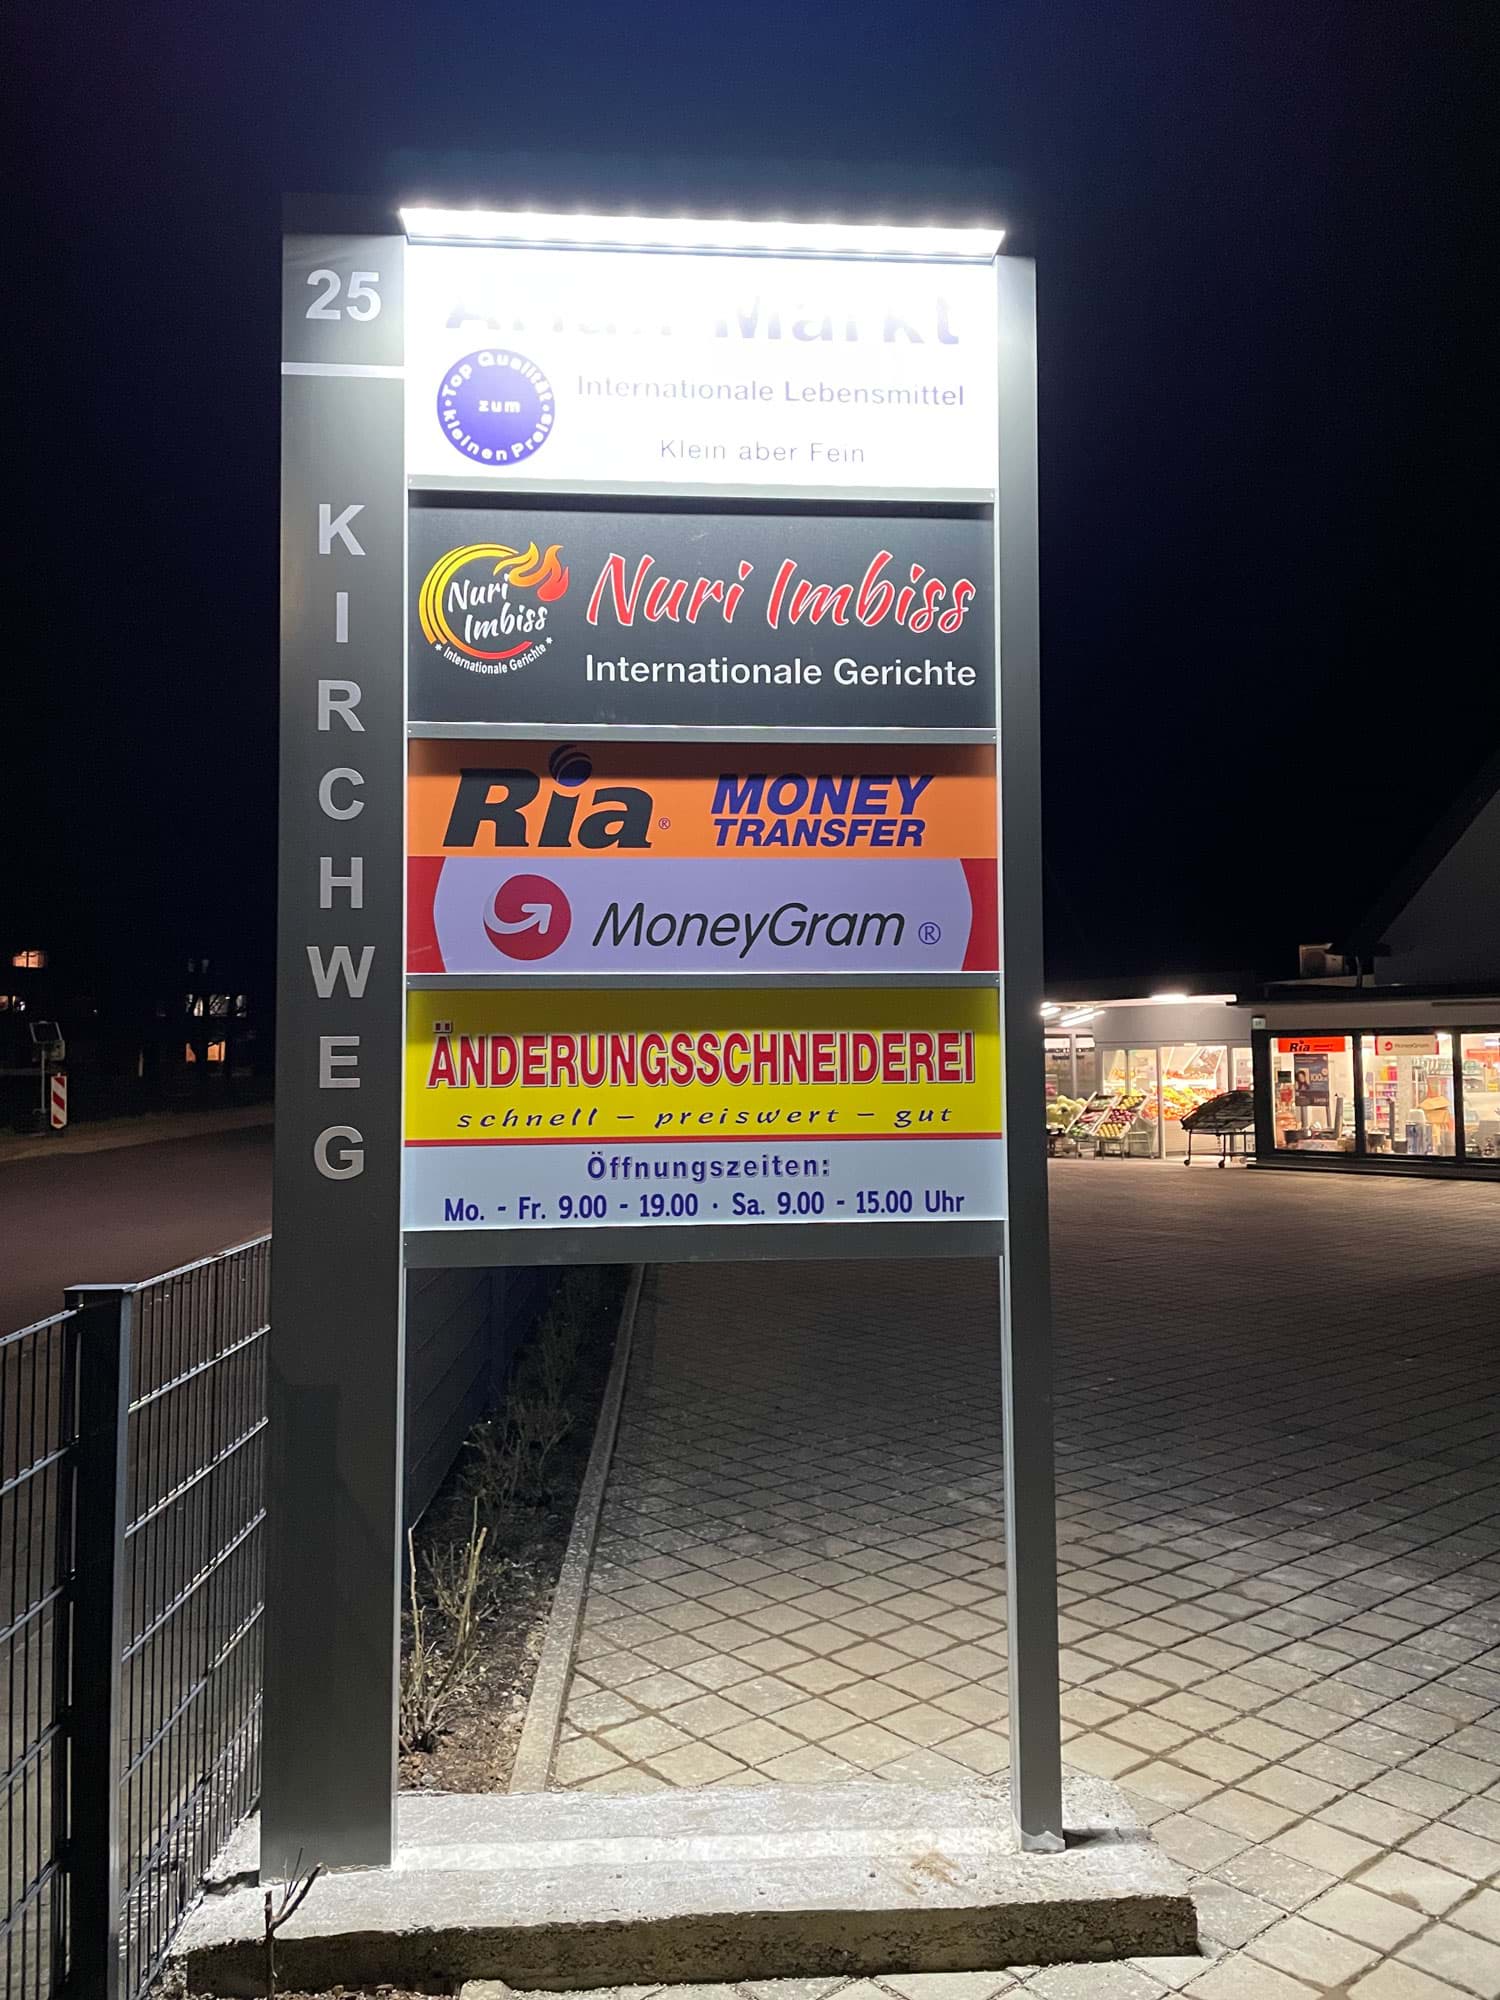 25
KIRCHWEG
Markt
Top Qualität
zum
kleinen Preis
Internationale Lebensmittel
Klein aber Fein
Nuri
Imbiss
* Internationale Gerichte *
Nuri Imbiss
Internationale Gerichte
Ria®
MONEY
TRANSFER
MoneyGram ®
ÄNDERUNGSSCHNEIDEREI
schnell – preiswert – gut
Öffnungszeiten:
Mo. - Fr. 9.00 - 19.00 · Sa. 9.00 - 15.00 Uhr
Ria
MoneyGram